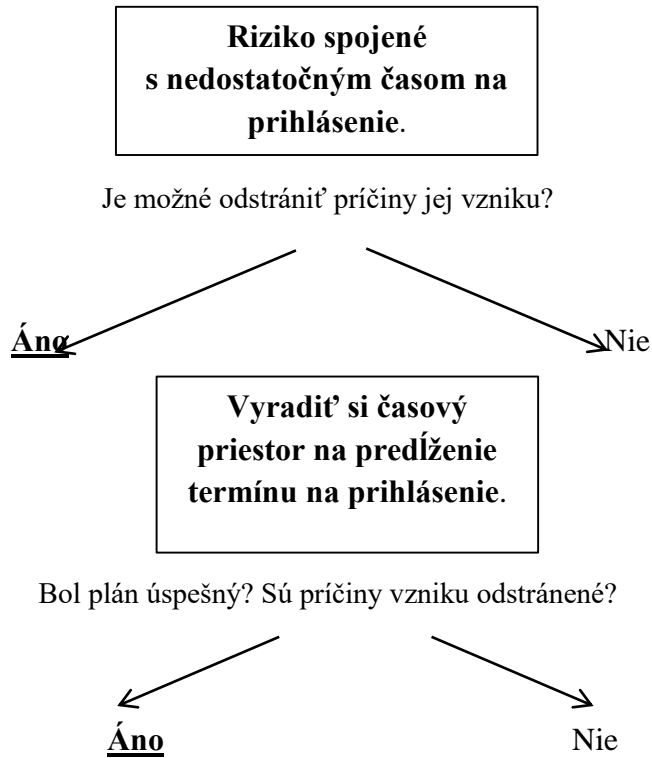 Riziko spojené
s nedostatočným časom na
prihlásenie.
Je možné odstrániť príčiny jej vzniku?
Áno
Nie
Vyradiť si časový
priestor na predĺženie
termínu na prihlásenie.
Bol plán úspešný? Sú príčiny vzniku odstránené?
Áno
Nie